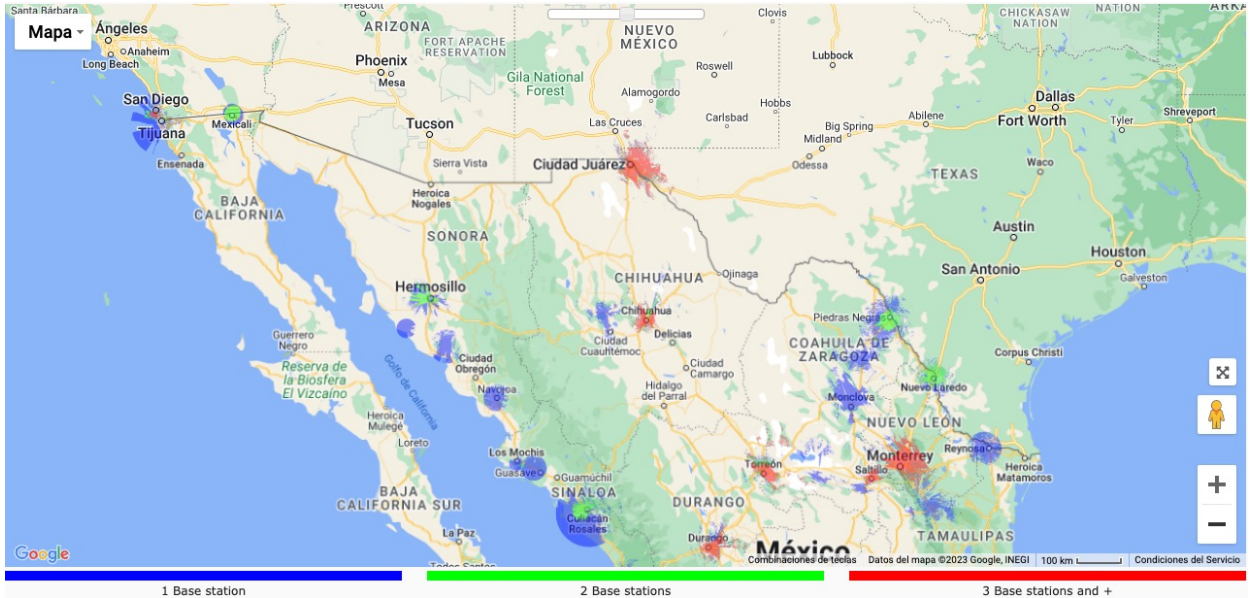 Santa Bárbara
Prescott
Clovis
CHICKASAW
NATION
NATION
Mapa
Ángeles
ARIZONA
NUEVO
MÉXICO
Anaheim
FORT APACHE
RESERVATION
Long Beach
Phoenix
Mesa
Lubbock
Roswell
Gila National
Forest
Alamogordo
Hobbs
Dallas
San Diego
Mexicali
Las Cruces
Carlsbad
Big Spring
Abilene
Fort Worth
Tyler
Shreveport
Tijuana
Tucson
Midland
Odessa
Ensenada
Sierra Vista
Ciudad Juárez
Waco
TEXAS
Heroica
Nogales
BAJA
CALIFORNIA
SONORA
Austin
Houston
CHIHUAHUA
Ojinaga
San Antonio
Galveston
Hermosillo
Chihuahua
Piedras Negras
Delicias
Guerrero
Negro
Ciudad
Cuauhtémoc
COAHUILA DE
ZARAGOZA
Corpus Christi
Reserva de
la Biosfera
El Vizcaíno
Golfo de California
Ciudad
Obregón
Ciudad
Camargo
Navojoa
Hidalgo
del Parral
Monclova
Nuevo Laredo
Heroica
Mulegé
NUEVO LEÓN
Loreto
Los Mochis
Guasave
Guamúchil
Torreón
Saltillo
Monterrey
Reynosa
Heroica
Matamoros
BAJA
CALIFORNIA SUR
SINALOA
DURANGO
Culiacán
Rosales
La Paz
Durango
TAMAULIPAS
México
Todos Santos
Google
Combinaciones de teclas
Datos del mapa ©2023 Google, INEGI
100 km
Condiciones del Servicio
1 Base station
2 Base stations
3 Base stations and +